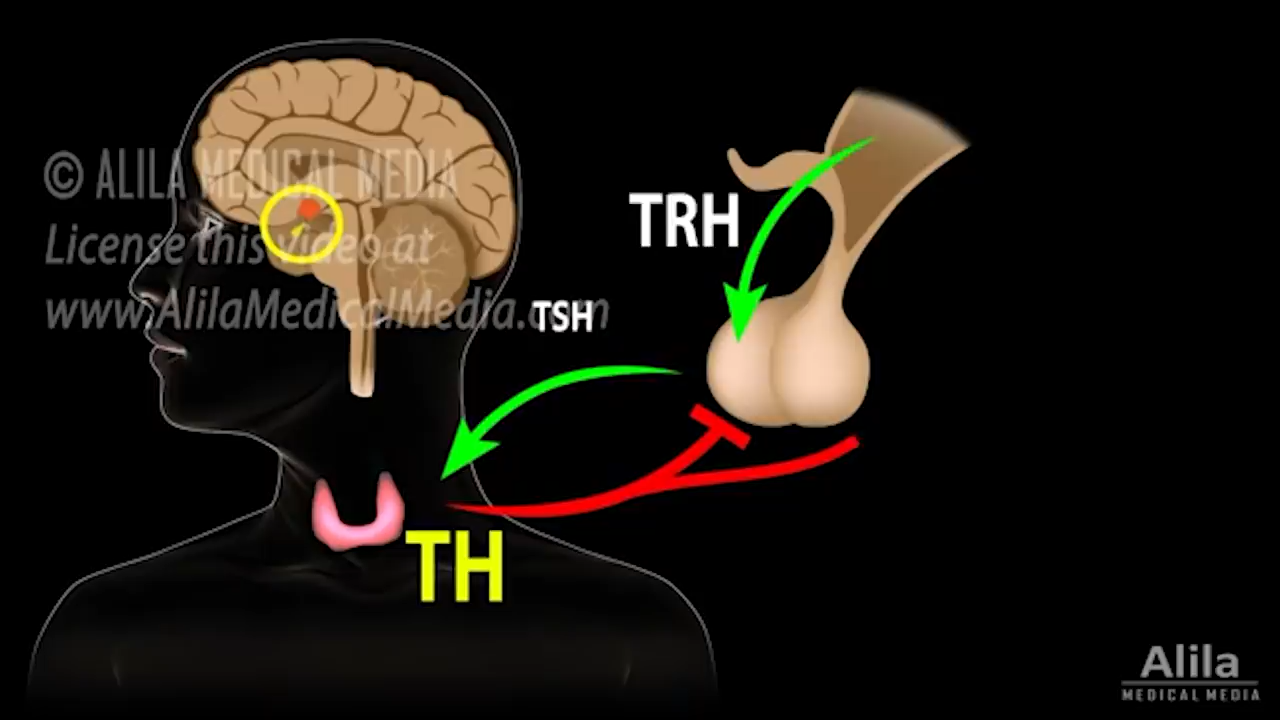 © ALILA MEDICAL MEDIA
License this video at
www.AlilaMedicalMedia.com
TRH
TSH
TH
Alila
MEDICAL MEDIA